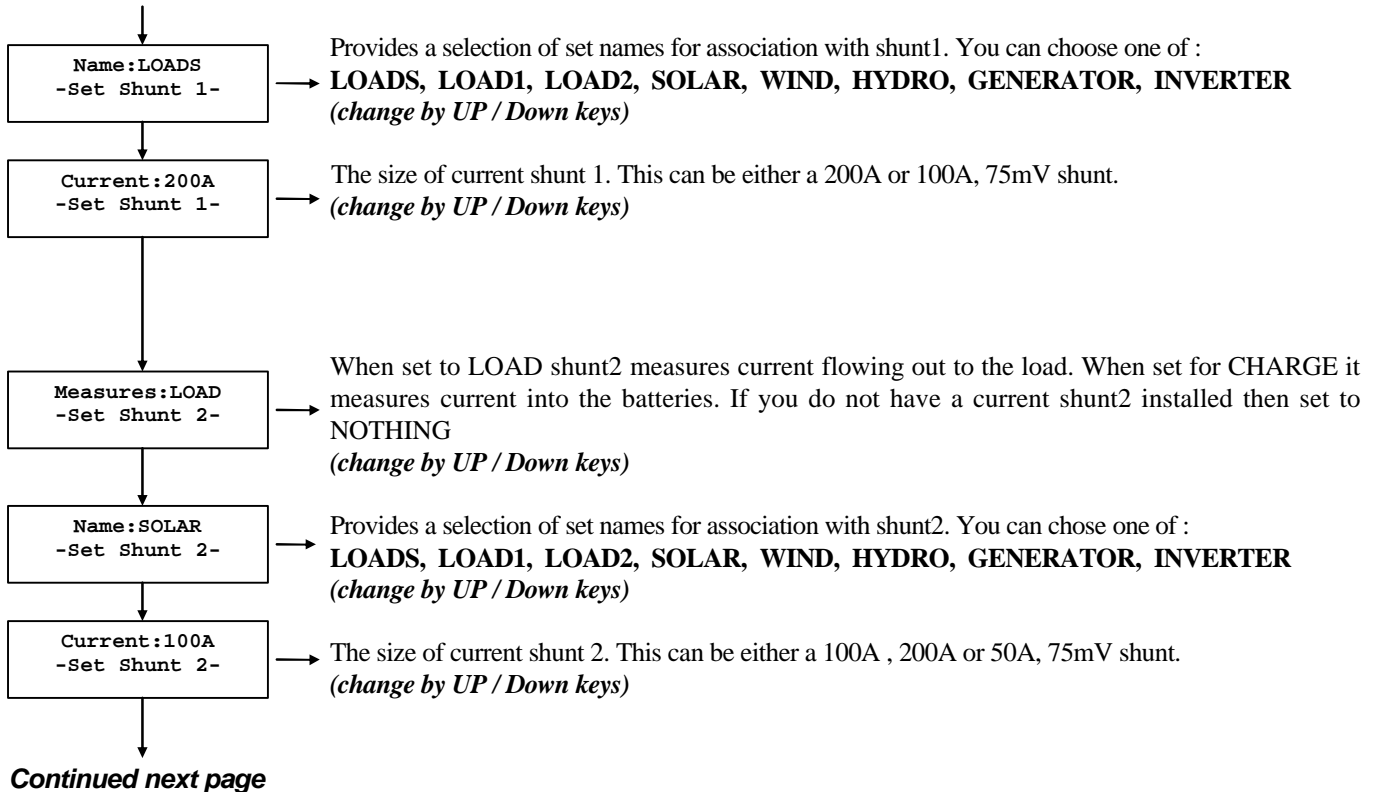 Name:LOADS
-Set Shunt 1-
Provides a selection of set names for association with shunt1. You can choose one of :
LOADS, LOAD1, LOAD2, SOLAR, WIND, HYDRO, GENERATOR, INVERTER
(change by UP / Down keys)
Current:200A
-Set Shunt 1-
The size of current shunt 1. This can be either a 200A or 100A, 75mV shunt.
(change by UP / Down keys)
Measures:LOAD
-Set Shunt 2-
When set to LOAD shunt2 measures current flowing out to the load. When set for CHARGE it
measures current into the batteries. If you do not have a current shunt2 installed then set to
NOTHING
(change by UP / Down keys)
Name:SOLAR
-Set Shunt 2-
Provides a selection of set names for association with shunt2. You can chose one of :
LOADS, LOAD1, LOAD2, SOLAR, WIND, HYDRO, GENERATOR, INVERTER
(change by UP / Down keys)
Current:100A
-Set Shunt 2-
The size of current shunt 2. This can be either a 100A , 200A or 50A, 75mV shunt.
(change by UP / Down keys)
Continued next page